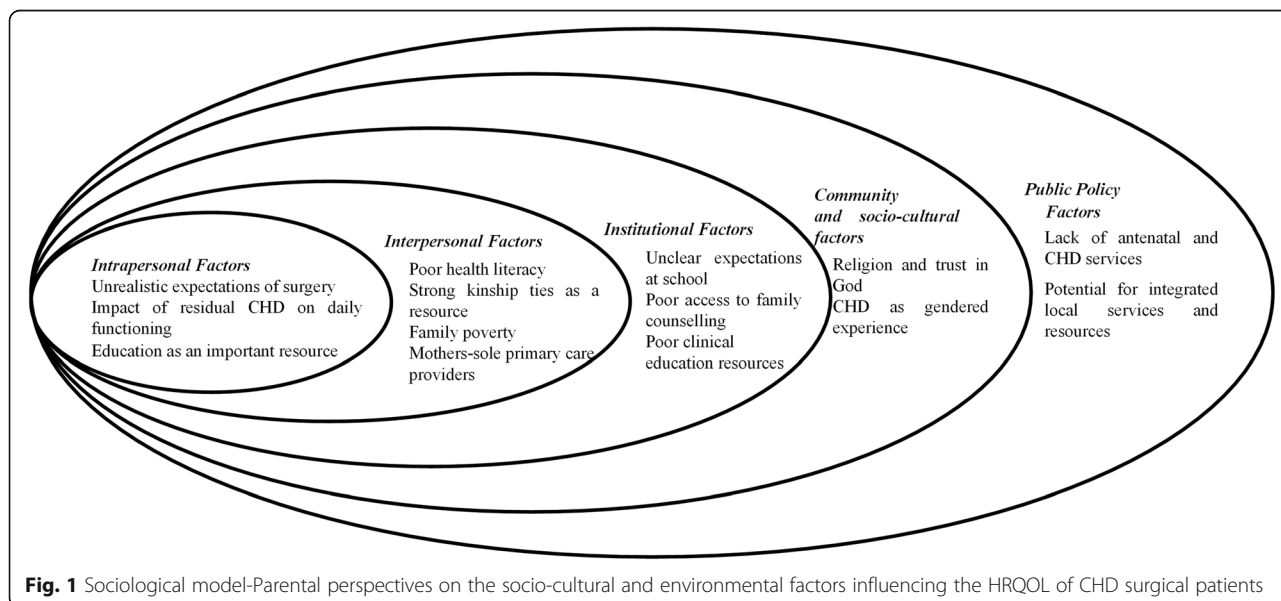 Intrapersonal Factors
Unrealistic expectations of surgery
Impact of residual CHD on daily
functioning
Education as an important resource
Interpersonal Factors
Poor health literacy
Strong kinship ties as a
resource
Family poverty
Mothers-sole primary care
providers
Institutional Factors
Unclear expectations
at school
Poor access to family
counselling
Poor clinical
education resources
Community
and socio-cultural
factors
Religion and trust in
God
CHD as gendered
experience
Public Policy
Factors
Lack of antenatal and
CHD services
Potential for integrated
local services and
resources
Fig. 1 Sociological model-Parental perspectives on the socio-cultural and environmental factors influencing the HRQOL of CHD surgical patients